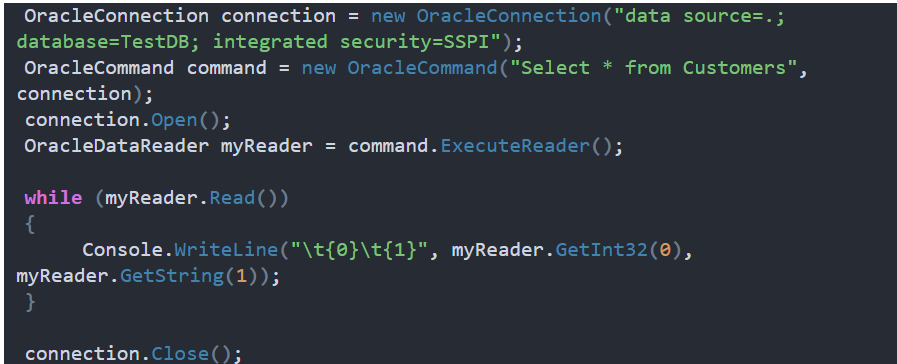 OracleConnection connection = new OracleConnection("data source=.;
database=TestDB; integrated security=SSPI");
OracleCommand command = new OracleCommand("Select * from Customers",
connection);
connection.Open();
OracleDataReader myReader = command.ExecuteReader();
while (myReader.Read())
{
Console.WriteLine("\t{0}\t{1}", myReader.GetInt32(0),
myReader.GetString(1));
}
connection.Close();